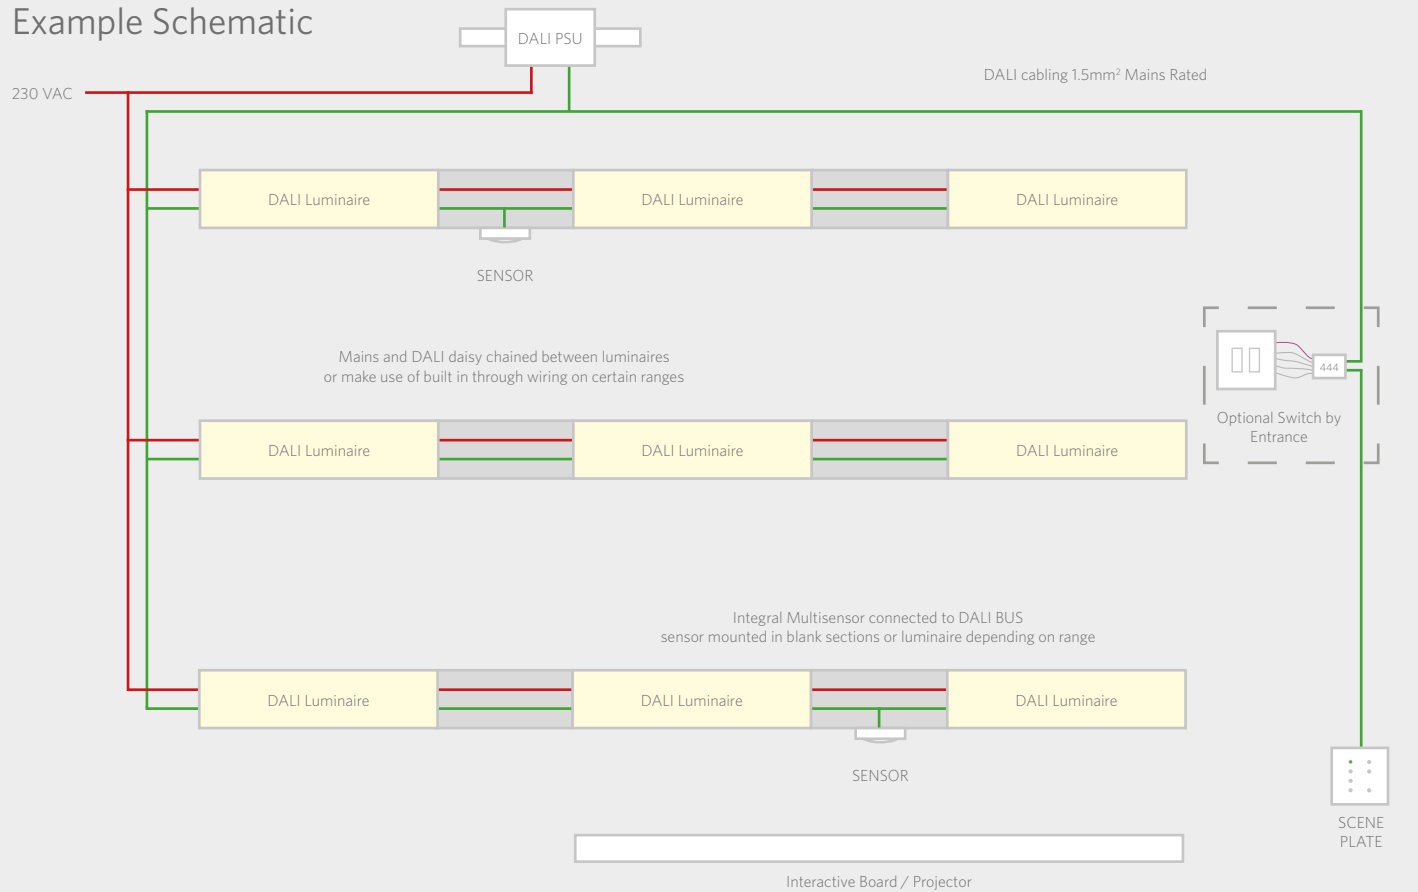 Example Schematic
DALI PSU
DALI cabling 1.5mm² Mains Rated
230 VAC
DALI Luminaire
DALI Luminaire
DALI Luminaire
SENSOR
Mains and DALI daisy chained between luminaires
or make use of built in through wiring on certain ranges
444
Optional Switch by
Entrance
DALI Luminaire
DALI Luminaire
DALI Luminaire
Integral Multisensor connected to DALI BUS
sensor mounted in blank sections or luminaire depending on range
DALI Luminaire
DALI Luminaire
DALI Luminaire
SENSOR
SCENE
PLATE
Interactive Board / Projector